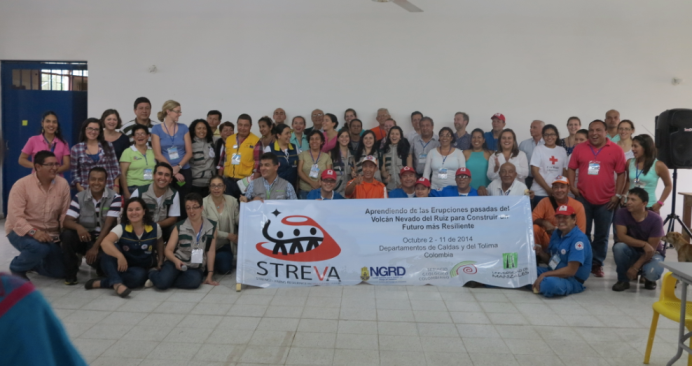 Aprendiendo de las Erupciones pasadas del
Volcán Nevado del Ruiz para Construir un
Futuro más Resiliente
Octubre 2 - 11 de 2014
Departamentos de Caldas y del Tolima
Colombia
STREVA
NGRD